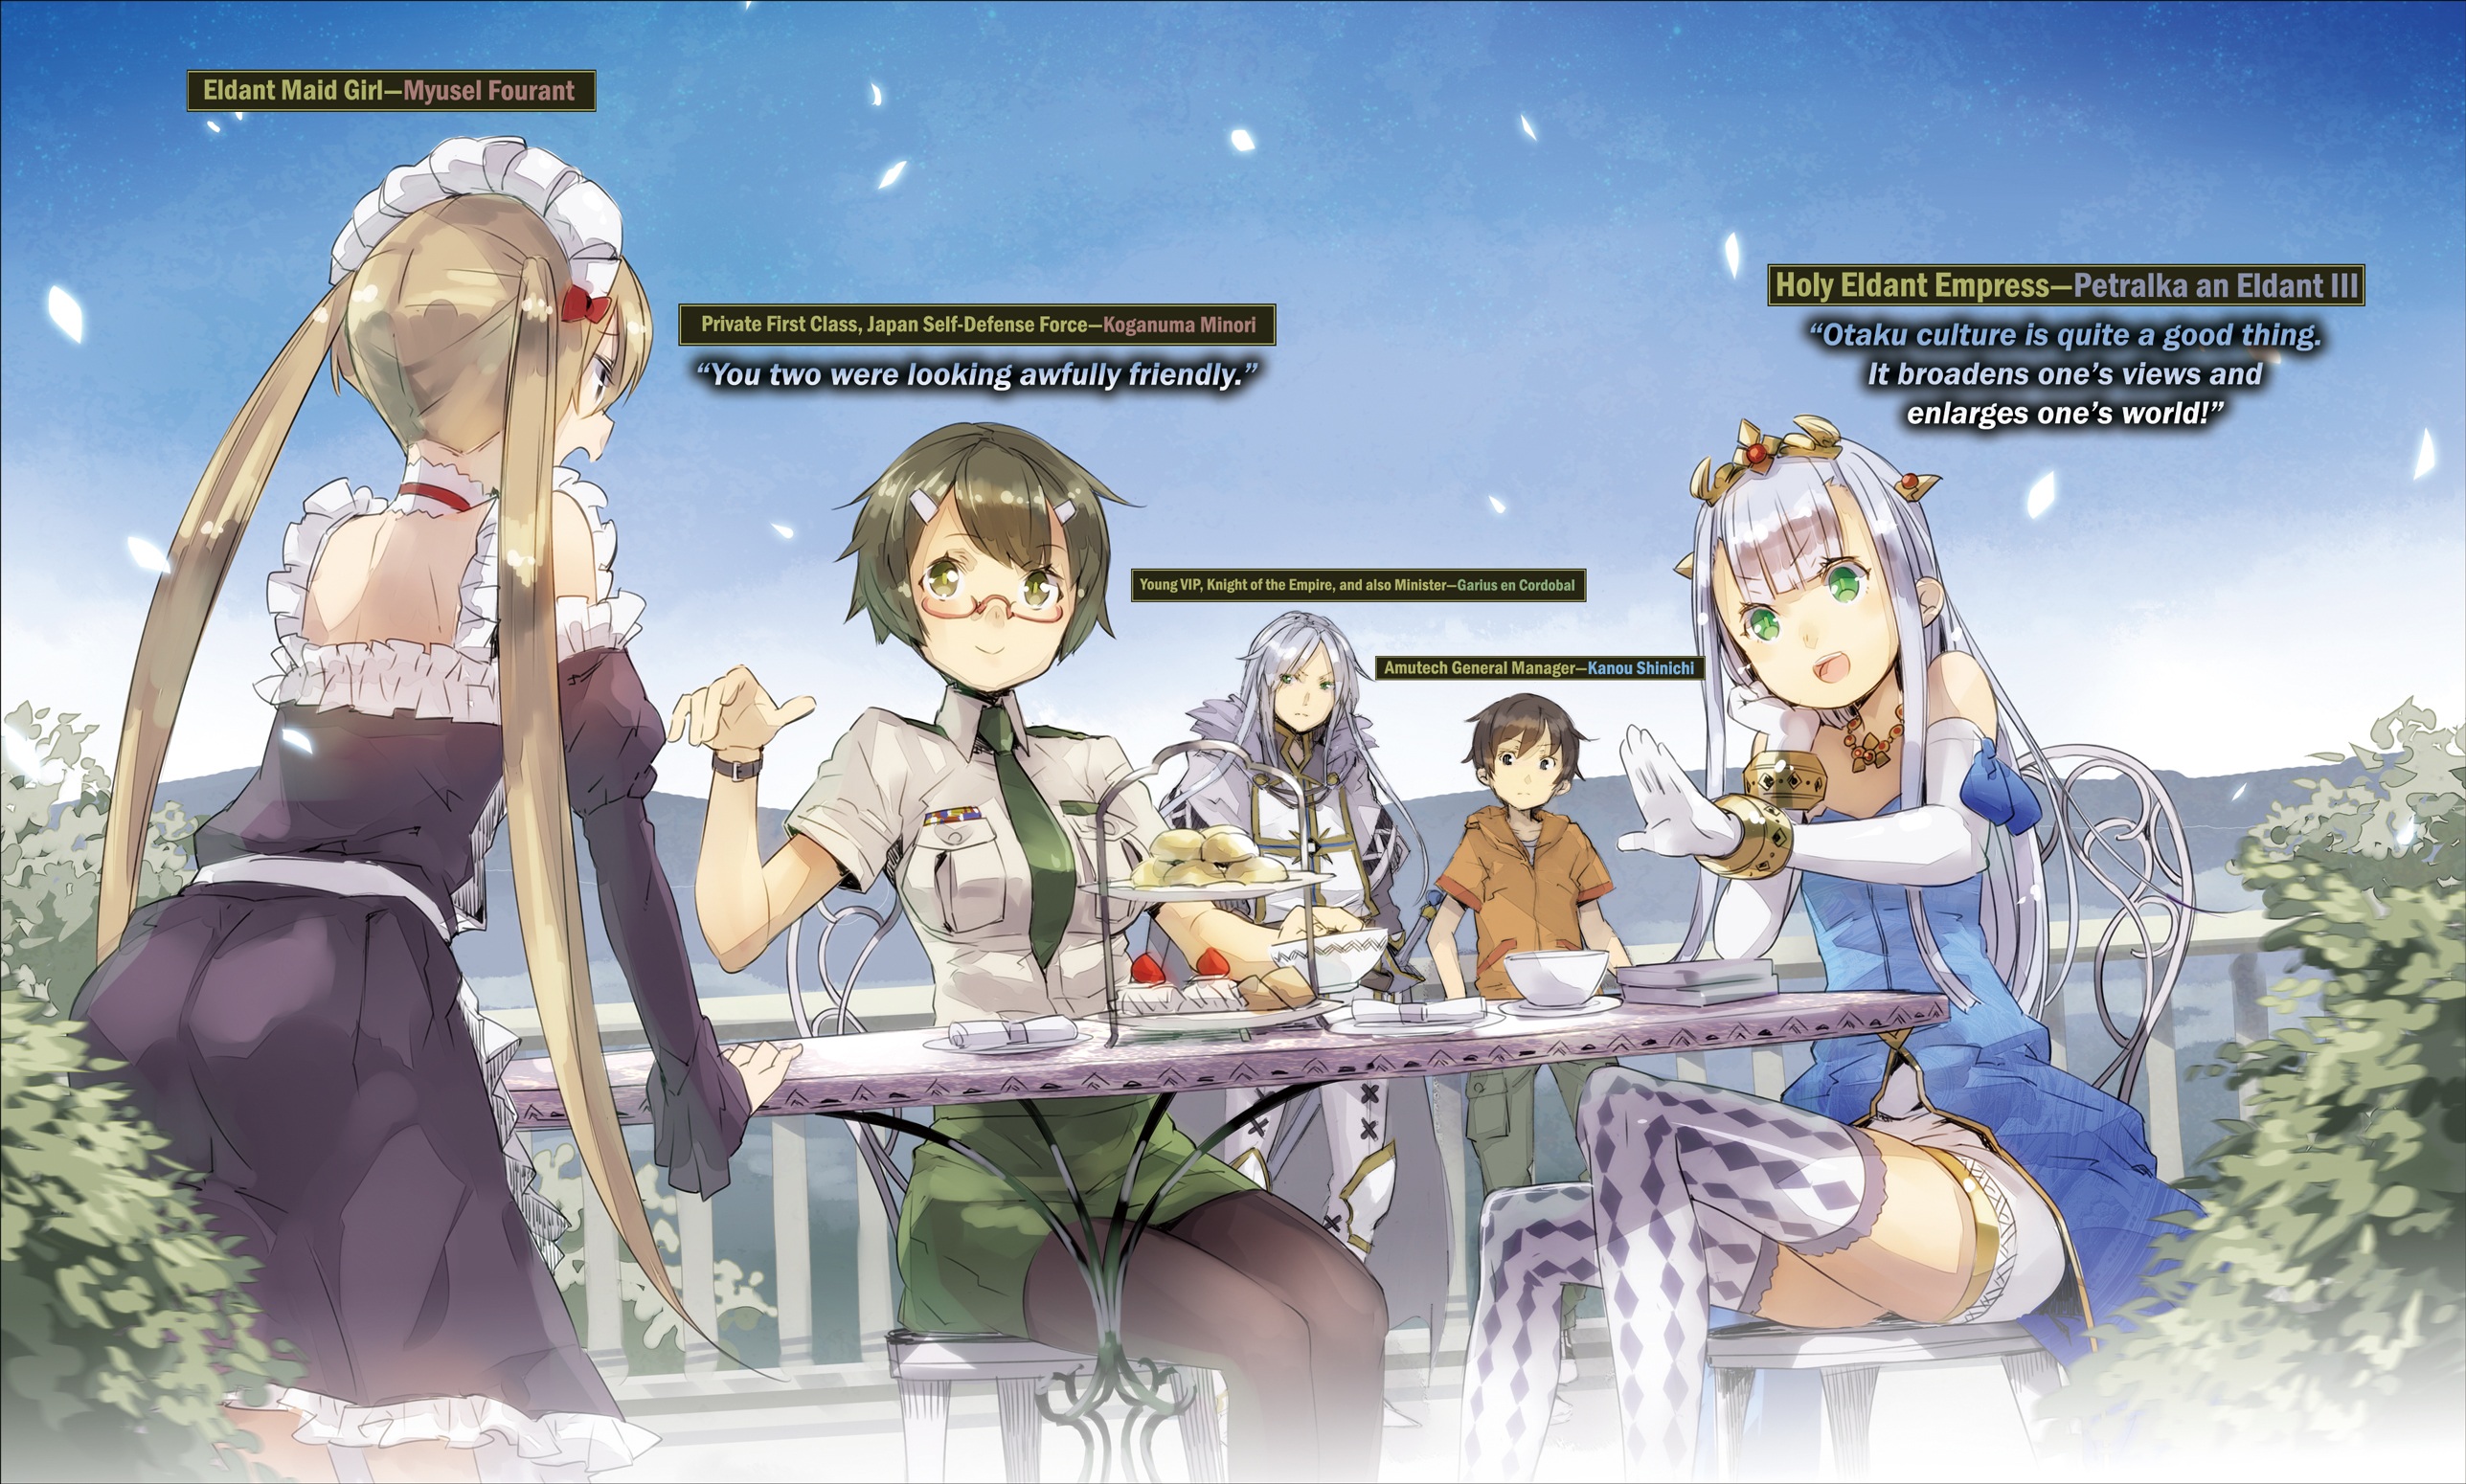 Eldant Maid Girl—Myusel Fourant
Private First Class, Japan Self-Defense Force—Koganuma Minori
“You two were looking awfully friendly.”
Young VIP, Knight of the Empire, and also Minister—Garius en Cordobal
Amutech General Manager—Kanou Shinichi
Holy Eldant Empress—Petralka an Eldant III
“Otaku culture is quite a good thing.
It broadens one’s views and
enlarges one’s world!”